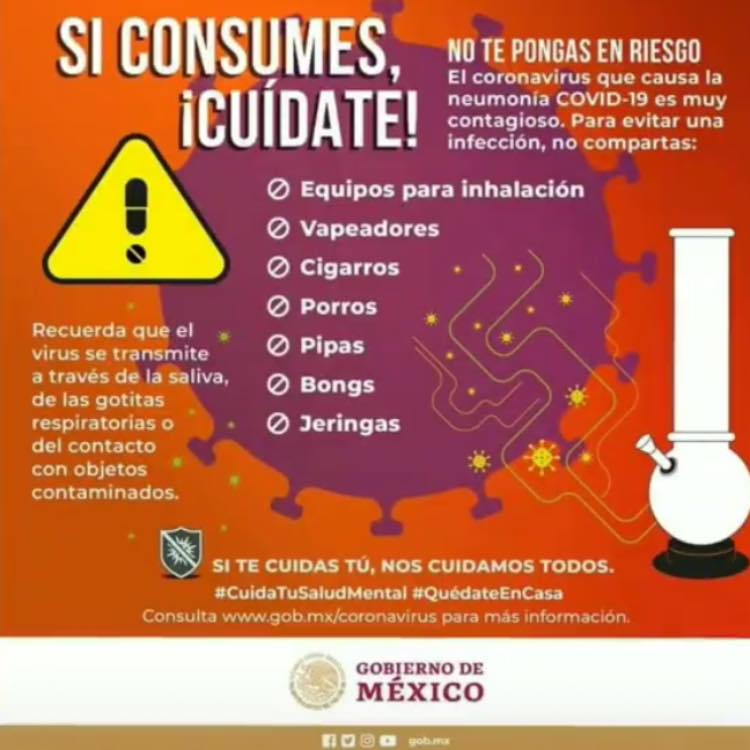 SI CONSUMES,
¡CUÍDATE!
NO TE PONGAS EN RIESGO
El coronavirus que causa la
neumonía COVID-19 es muy
contagioso. Para evitar una
infección, no compartas:
Equipos para inhalación
Vapeadores
Cigarros
Porros
Pipas
Bongs
Jeringas
Recuerda que el
virus se transmite
a través de la saliva,
de las gotitas
respiratorias o
del contacto
con objetos
contaminados.
SI TE CUIDAS TÚ, NOS CUIDAMOS TODOS.
#CuidaTuSaludMental #QuédateEnCasa
Consulta www.gob.mx/coronavirus para más información.
GOBIERNO DE
MÉXICO
gob.mx